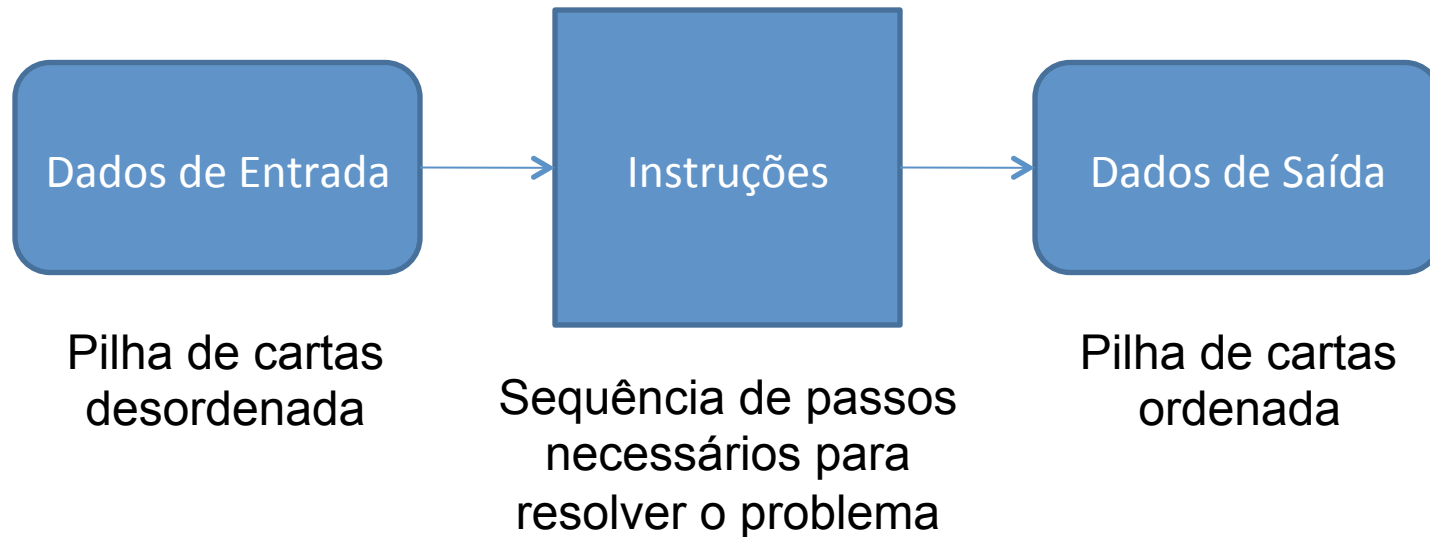 Dados de Entrada
Instruções
Dados de Saída
Pilha de cartas
desordenada
Sequência de passos
necessários para
resolver o problema
Pilha de cartas
ordenada